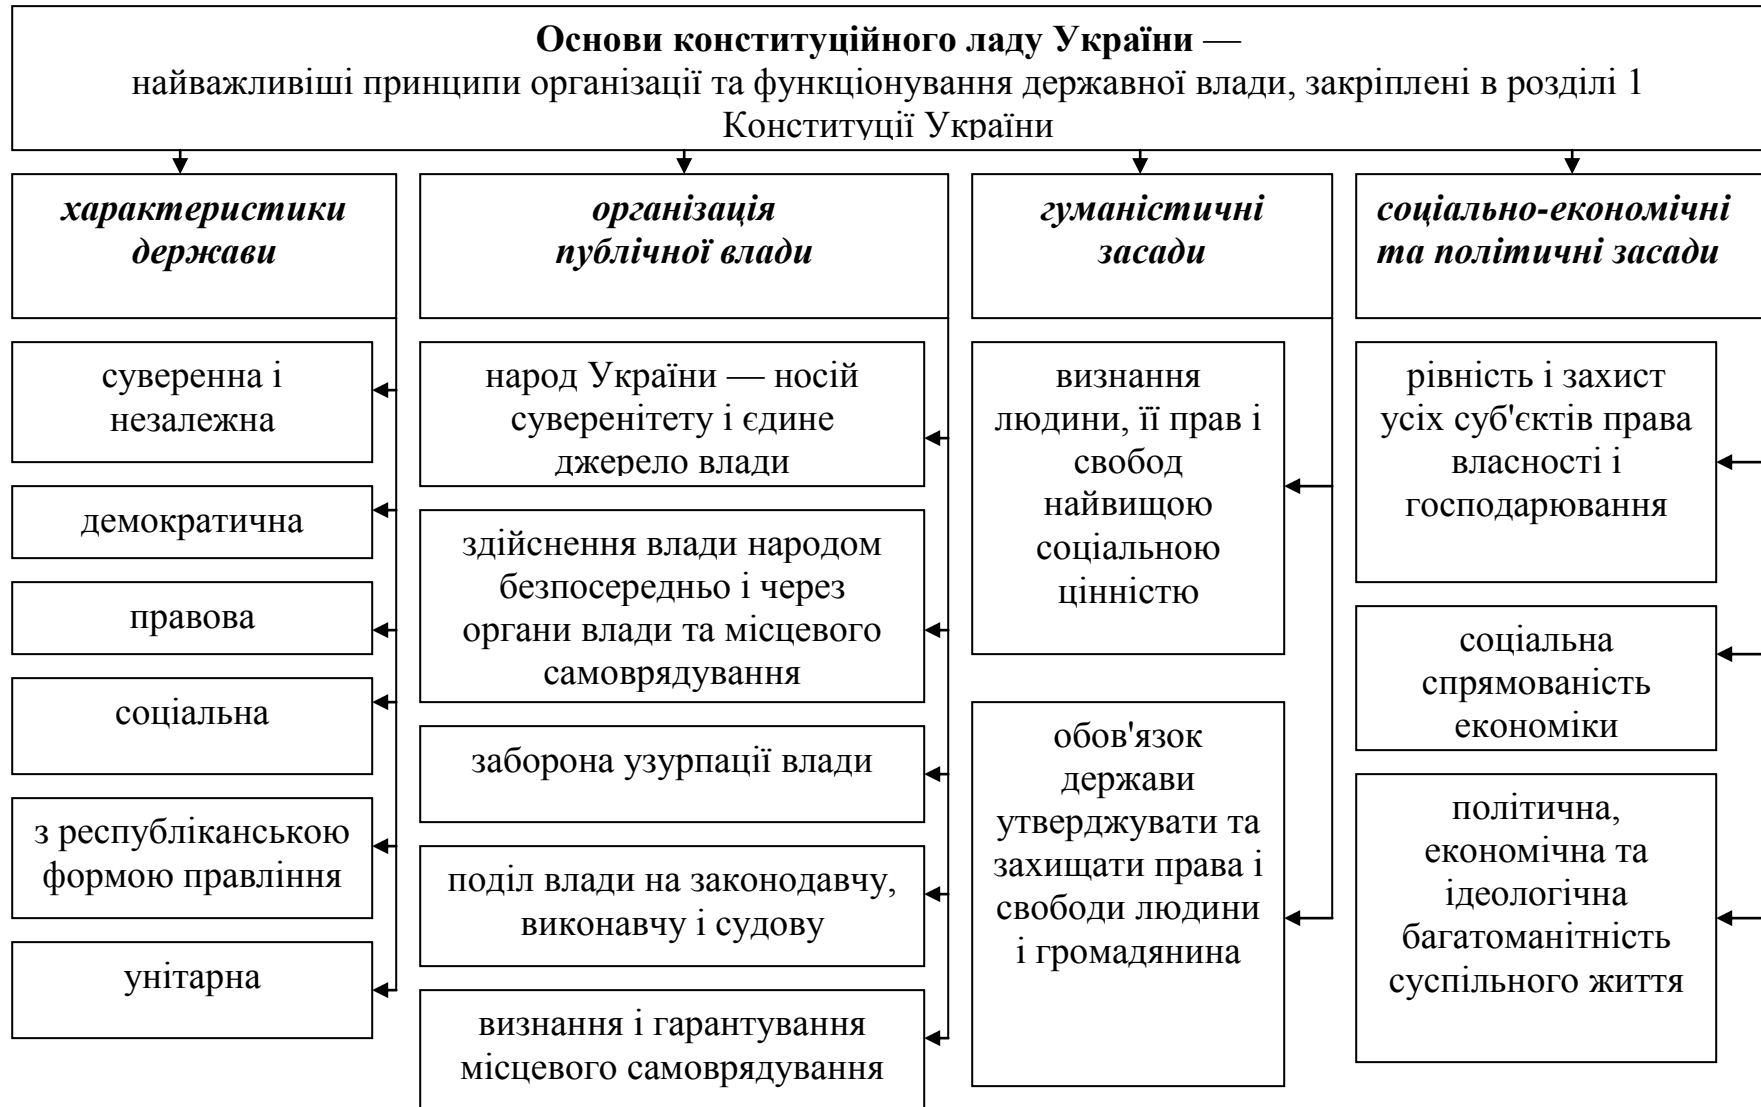 Основи конституційного ладу України —
найважливіші принципи організації та функціонування державної влади, закріплені в розділі 1
Конституції України
характеристики
держави
суверенна і
незалежна
демократична
правова
соціальна
з республіканською
формою правління
унітарна
організація
публічної влади
народ України — носій
суверенітету і єдине
джерело влади
здійснення влади народом
безпосередньо і через
органи влади та місцевого
самоврядування
заборона узурпації влади
поділ влади на законодавчу,
виконавчу і судову
визнання і гарантування
місцевого самоврядування
гуманістичні
засади
визнання
людини, її прав і
свобод
найвищою
соціальною
цінністю
обов'язок
держави
утверджувати та
захищати права і
свободи людини
і громадянина
соціально-економічні
та політичні засади
рівність і захист
усіх суб'єктів права
власності і
господарювання
соціальна
спрямованість
економіки
політична,
економічна та
ідеологічна
багатоманітність
суспільного життя